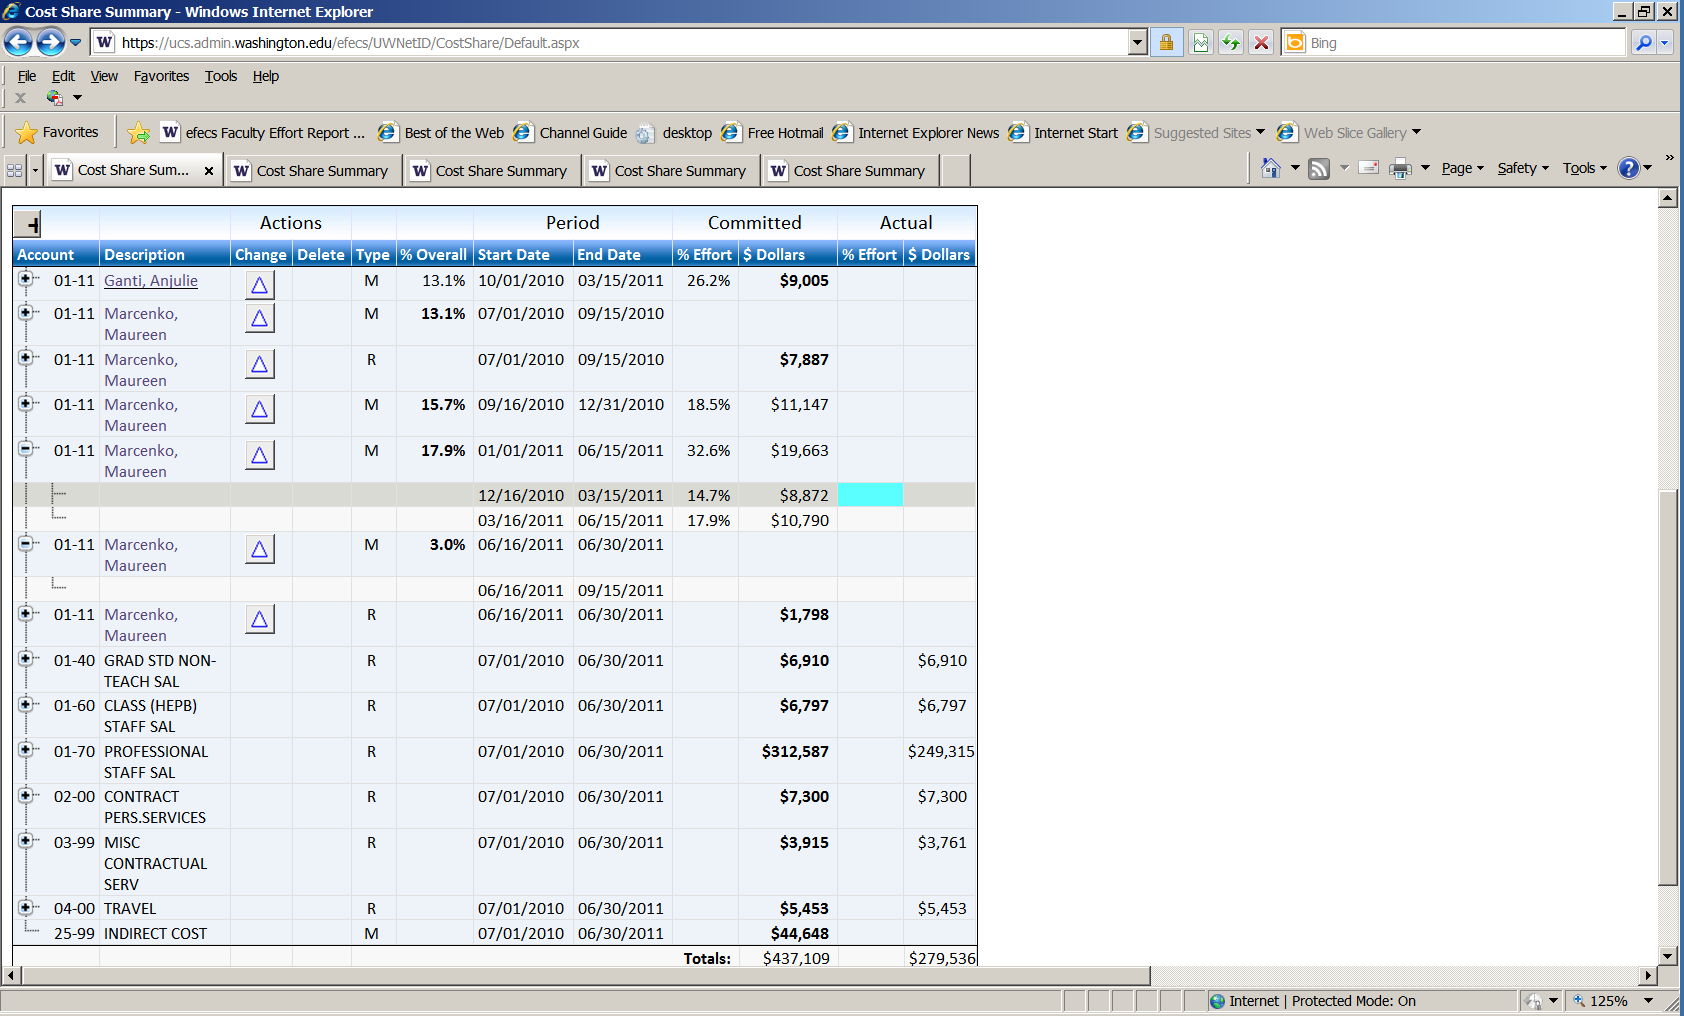 Cost Share Summary - Windows Internet Explorer
https://ucs.admin.washington.edu/efecs/UWNetID/CostShare/Default.aspx
Bing
File Edit View Favorites Tools Help
Favorites
efecs Faculty Effort Report ... Best of the Web Channel Guide desktop Free Hotmail Internet Explorer News Internet Start Suggested Sites Web Slice Gallery
Cost Share Sum... Cost Share Summary Cost Share Summary Cost Share Summary Cost Share Summary
Page Safety Tools
Actions Period Committed Actual
Account Description Change Delete Type % Overall Start Date End Date % Effort $ Dollars % Effort $ Dollars
01-11 Ganti, Anjulie M 13.1% 10/01/2010 03/15/2011 26.2% $9,005
01-11 Marcenko, M 13.1% 07/01/2010 09/15/2010
Maureen
01-11 Marcenko, R 07/01/2010 09/15/2010 $7,887
Maureen
01-11 Marcenko, M 15.7% 09/16/2010 12/31/2010 18.5% $11,147
Maureen
01-11 Marcenko, M 17.9% 01/01/2011 06/15/2011 32.6% $19,663
Maureen
12/16/2010 03/15/2011 14.7% $8,872
03/16/2011 06/15/2011 17.9% $10,790
01-11 Marcenko, M 3.0% 06/16/2011 06/30/2011
Maureen
06/16/2011 09/15/2011
01-11 Marcenko, R 06/16/2011 06/30/2011 $1,798
Maureen
01-40 GRAD STD NON- R 07/01/2010 06/30/2011 $6,910 $6,910
TEACH SAL
01-60 CLASS (HEPB) R 07/01/2010 06/30/2011 $6,797 $6,797
STAFF SAL
01-70 PROFESSIONAL R 07/01/2010 06/30/2011 $312,587 $249,315
STAFF SAL
02-00 CONTRACT R 07/01/2010 06/30/2011 $7,300 $7,300
PERS.SERVICES
03-99 MISC R 07/01/2010 06/30/2011 $3,915 $3,761
CONTRACTUAL
SERV
04-00 TRAVEL R 07/01/2010 06/30/2011 $5,453 $5,453
25-99 INDIRECT COST M 07/01/2010 06/30/2011 $44,648
Totals: $437,109 $279,536
Internet | Protected Mode: On 125%